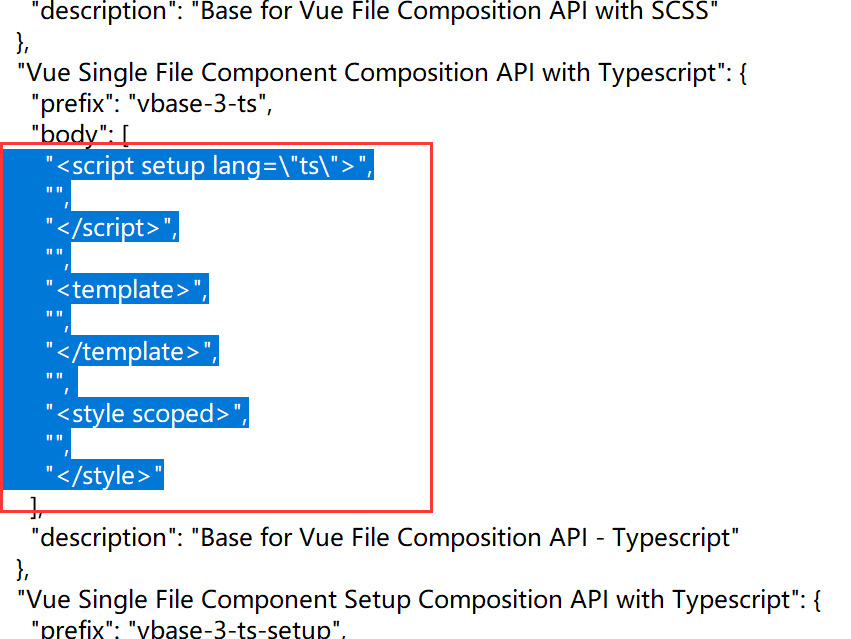 "description": "Base for Vue File Composition API with SCSS"
},
"Vue Single File Component Composition API with Typescript": {
"prefix": "vbase-3-ts",
"body": [
"<script setup lang=\"ts\">",
"",
"</script>",
"",
"<template>",
"",
"</template>",
"",
"<style scoped>",
"",
"</style>"
],
"description": "Base for Vue File Composition API - Typescript"
},
"Vue Single File Component Setup Composition API with Typescript": {
"prefix": "vbase-3-ts-setup",